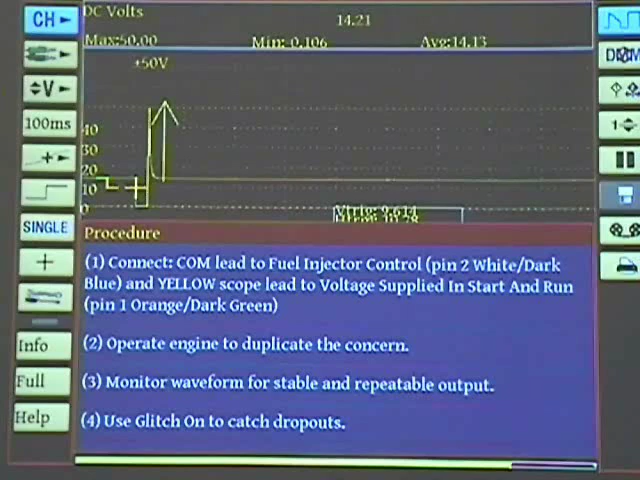 CH
DC Volts
14.21
Max:50.00 Min:-0.106 Avg:14.13
±50V
V
100ms
40
30
20
10
0
1
SINGLE
Procedure
(1) Connect: COM lead to Fuel Injector Control (pin 2 White/Dark
Blue) and YELLOW scope lead to Voltage Supplied In Start And Run
(pin 1 Orange/Dark Green)
Info
(2) Operate engine to duplicate the concern.
Full
(3) Monitor waveform for stable and repeatable output.
Help
(4) Use Glitch On to catch dropouts.